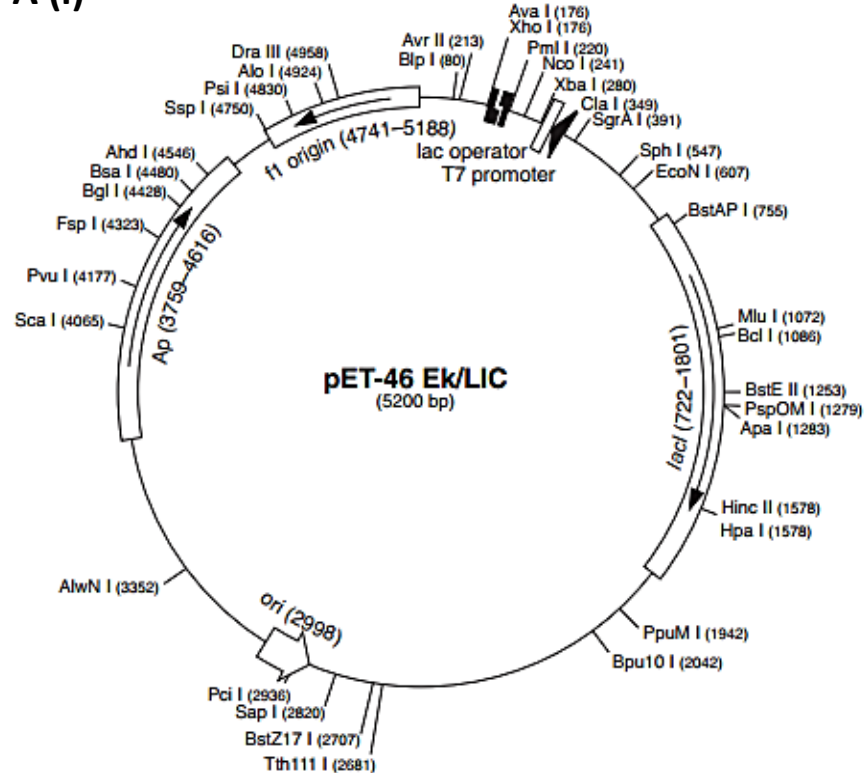 A (i)
Ava I (176)
Xho I (176)
Avr II (213)
PmI I (220)
Dra III (4958)
Blp I (80)
Nco I (241)
Alo I (4924)
Xba I (280)
Psi I (4830)
Cla I (349)
Ssp I (4750)
SgrA I (391)
f1 origin (4741–5188)
lac operator
T7 promoter
Ahd I (4546)
Sph I (547)
Bsa I (4480)
EcoN I (607)
Bgl I (4428)
BstAP I (755)
Fsp I (4323)
Pvu I (4177)
Ap (3759–4616)
Sca I (4065)
Mlu I (1072)
Bcl I (1086)
pET-46 Ek/LIC
(5200 bp)
lacI (722–1801)
BstE II (1253)
PspOM I (1279)
Apa I (1283)
Hinc II (1578)
Hpa I (1578)
AlwN I (3352)
ori (2998)
PpuM I (1942)
Bpu10 I (2042)
Pci I (2936)
Sap I (2820)
BstZ17 I (2707)
Tth111 I (2681)